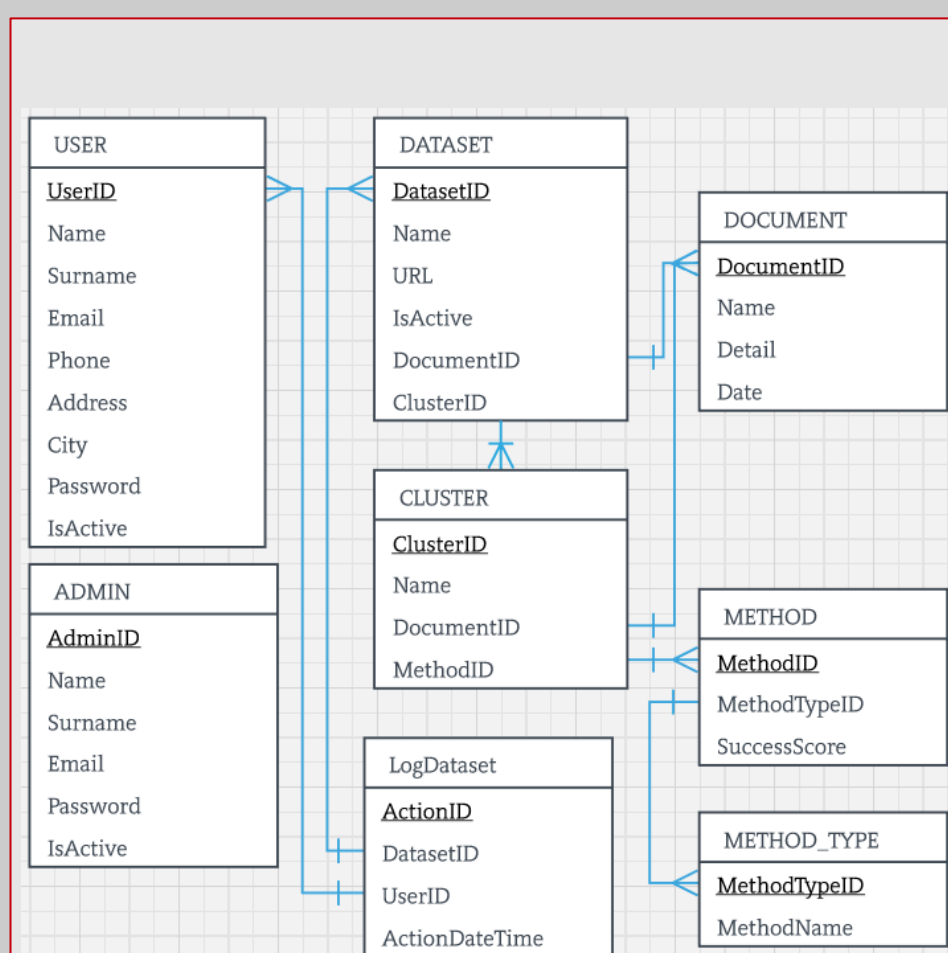 USER
UserID
Name
Surname
Email
Phone
Address
City
Password
IsActive
ADMIN
AdminID
Name
Surname
Email
Password
IsActive
DATASET
DatasetID
Name
URL
IsActive
DocumentID
ClusterID
CLUSTER
ClusterID
Name
DocumentID
MethodID
LogDataset
ActionID
DatasetID
UserID
ActionDateTime
DOCUMENT
DocumentID
Name
Detail
Date
METHOD
MethodID
MethodTypeID
SuccessScore
METHOD_TYPE
MethodTypeID
MethodName